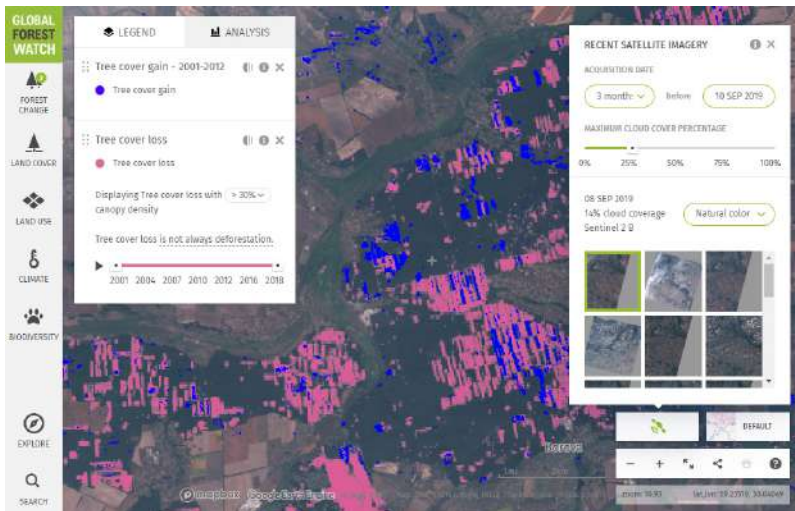 GLOBAL
FOREST
WATCH
FOREST
CHANGE
LAND COVER
LAND USE
CLIMATE
BIODIVERSITY
EXPLORE
SEARCH
LEGEND
ANALYSIS
Tree cover gain - 2001-2012
Tree cover gain
Tree cover loss
Tree cover loss
Displaying Tree cover loss with > 30%
canopy density
Tree cover loss is not always deforestation.
2001 2004 2007 2010 2012 2016 2018
RECENT SATELLITE IMAGERY
ACQUISITION DATE
3 month: before 10 SEP 2019
MAXIMUM CLOUD COVER PERCENTAGE
0% 25% 50% 75% 100%
08 SEP 2019
14% cloud coverage
Sentinel 2 B
Natural color
DEFAULT
mapbox Google Earth Engine